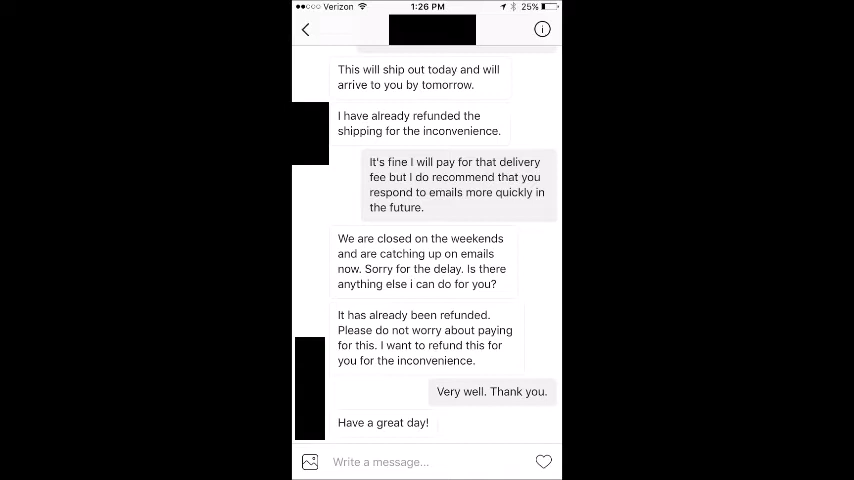 Verizon 1:26 PM 25%
This will ship out today and will
arrive to you by tomorrow.
I have already refunded the
shipping for the inconvenience.
It's fine I will pay for that delivery
fee but I do recommend that you
respond to emails more quickly in
the future.
We are closed on the weekends
and are catching up on emails
now. Sorry for the delay. Is there
anything else i can do for you?
It has already been refunded.
Please do not worry about paying
for this. I want to refund this for
you for the inconvenience.
Very well. Thank you.
Have a great day!
Write a message...